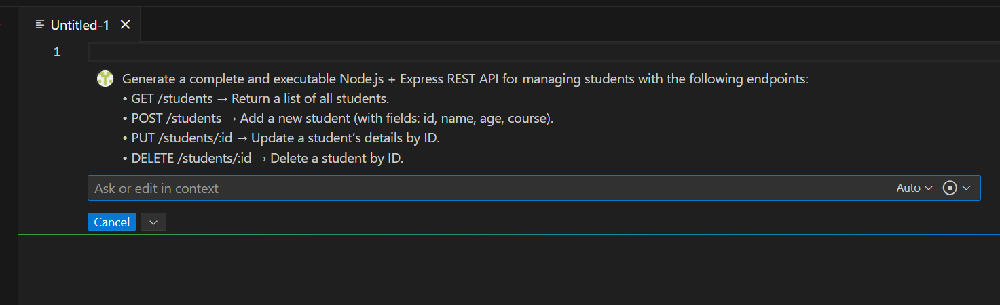 Untitled-1
1
Generate a complete and executable Node.js + Express REST API for managing students with the following endpoints:
• GET /students → Return a list of all students.
• POST /students → Add a new student (with fields: id, name, age, course).
• PUT /students/:id → Update a student’s details by ID.
• DELETE /students/:id → Delete a student by ID.
Ask or edit in context Auto
Cancel